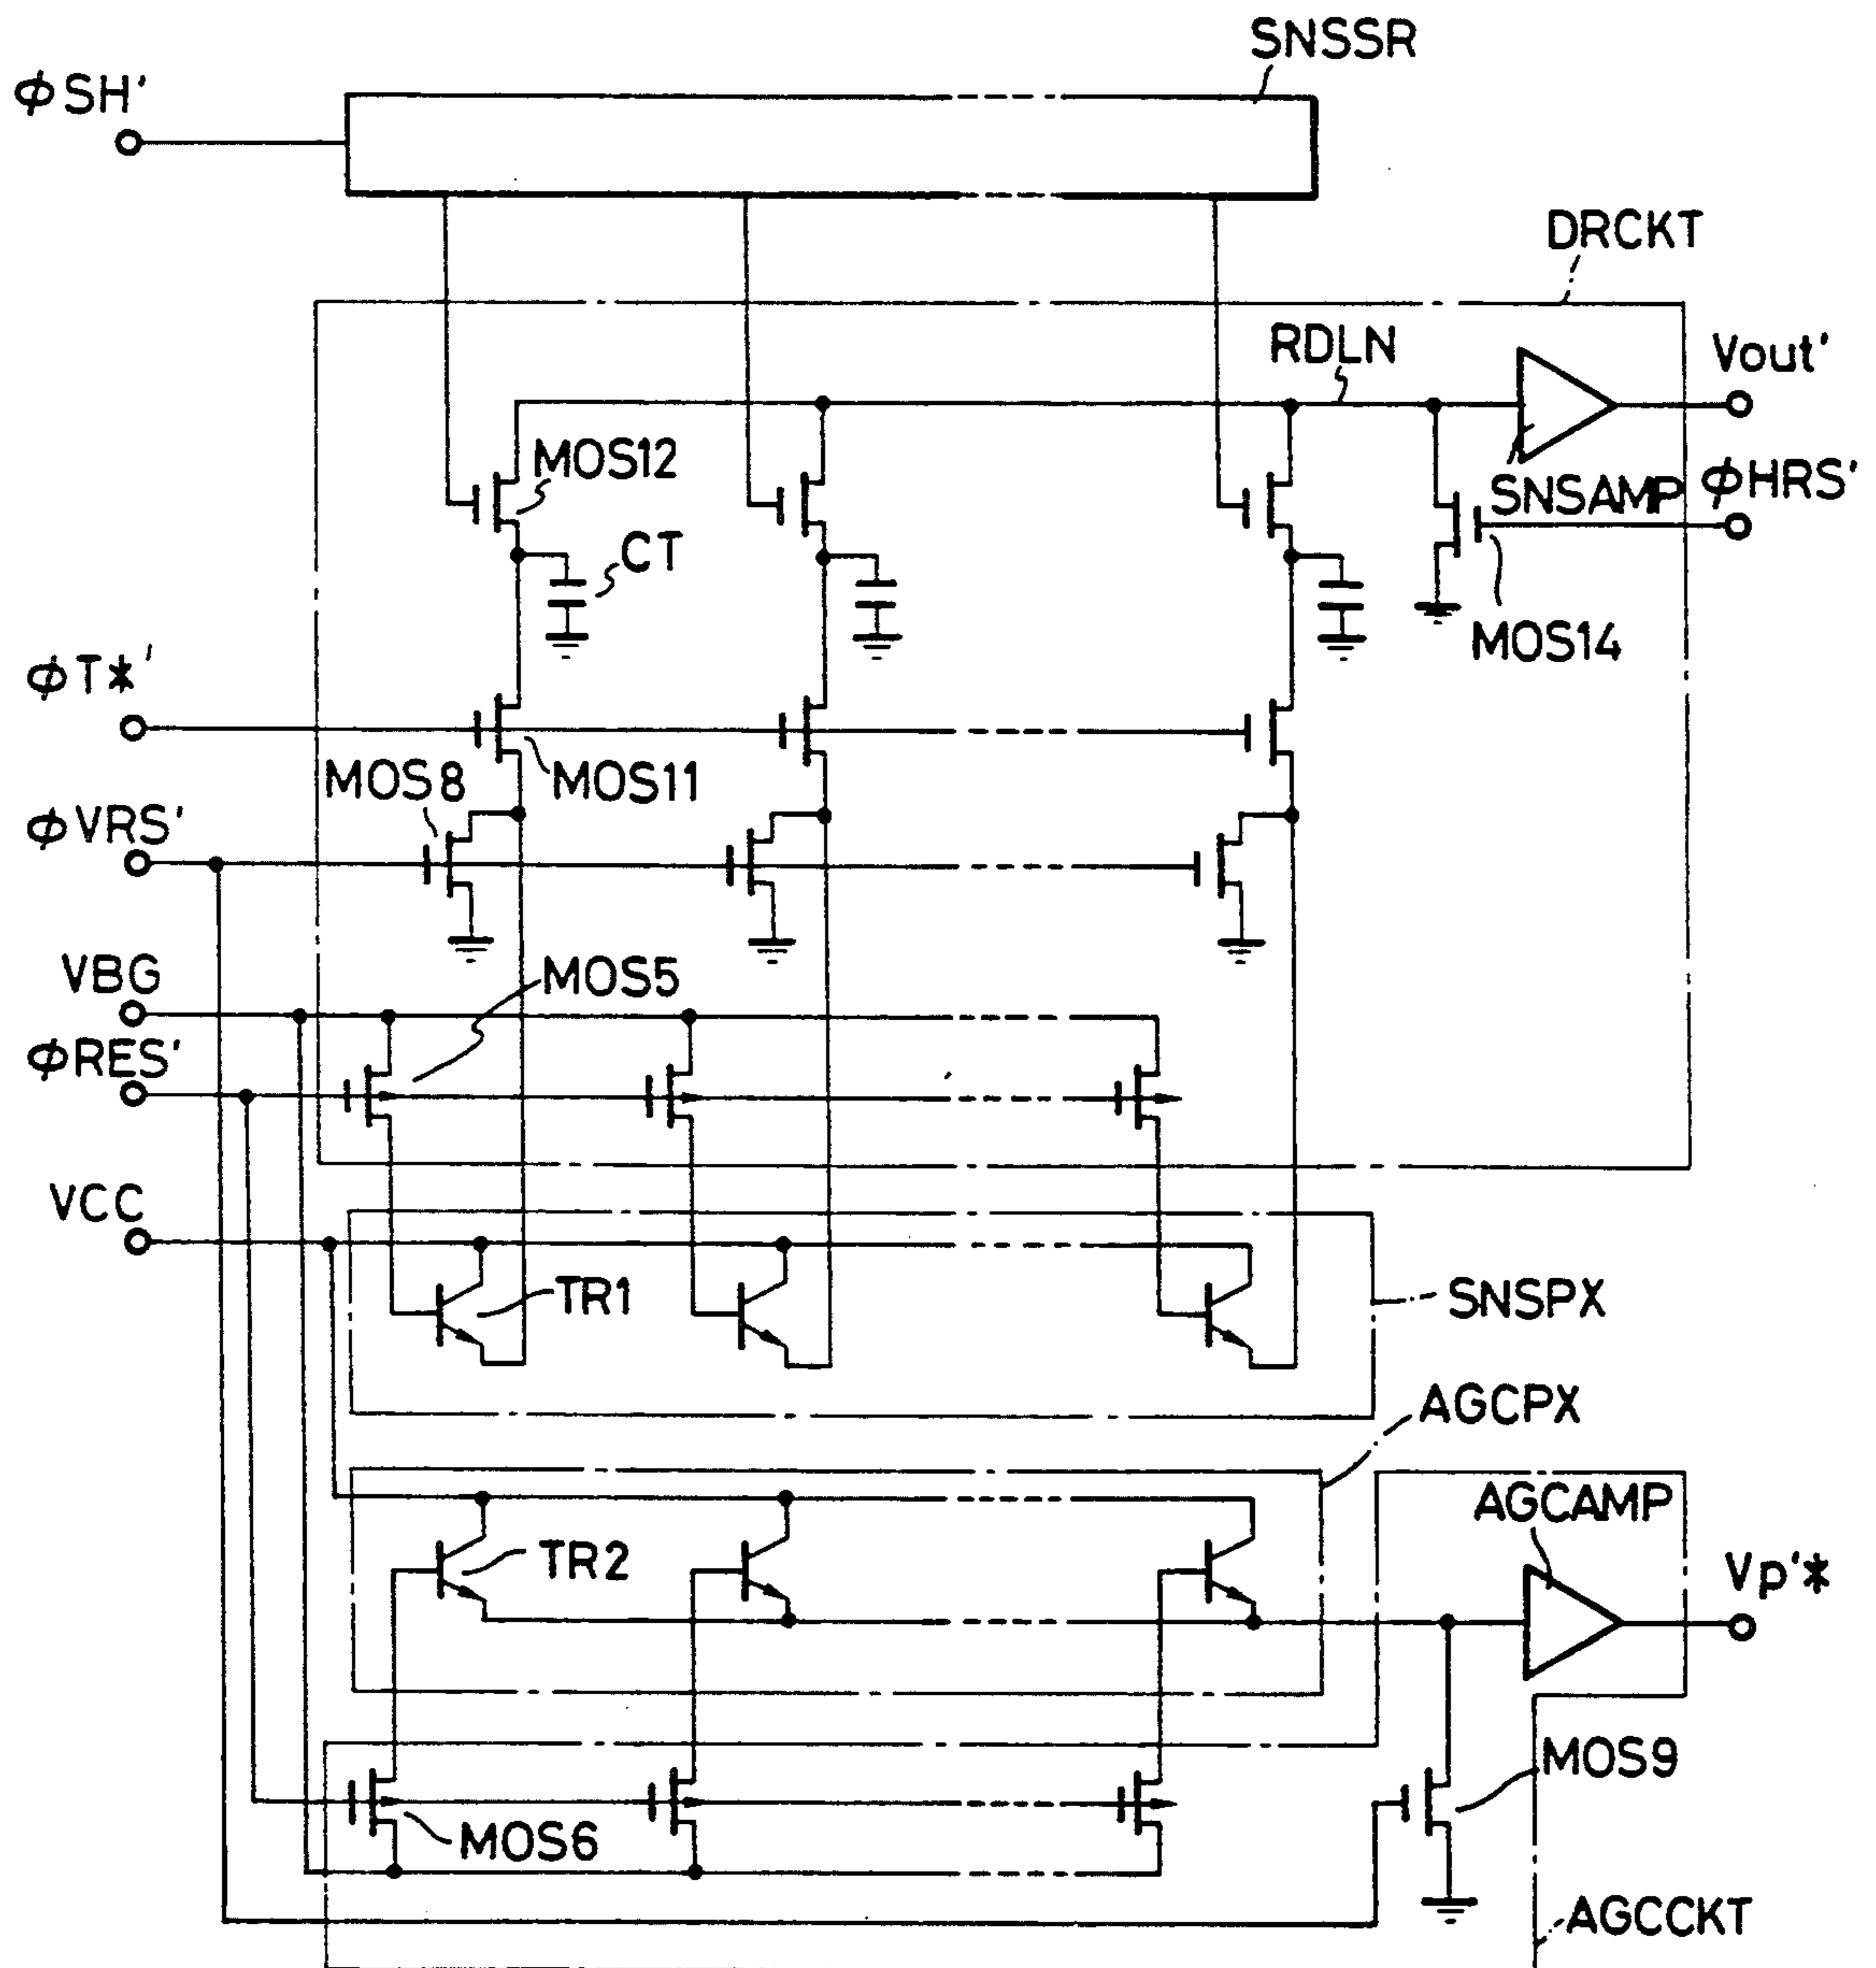 SNSSR
ϕSH'
DRCKT
RDLN
Vout'
MOS12
SNSAMP
ϕHRS'
CT
MOS14
ϕT*'
MOS8
MOS11
ϕVRS'
VBG
MOS5
ϕRES'
VCC
TR1
SNSPX
AGCPX
AGCAMP
TR2
Vp'*
MOS9
MOS6
AGCCKT